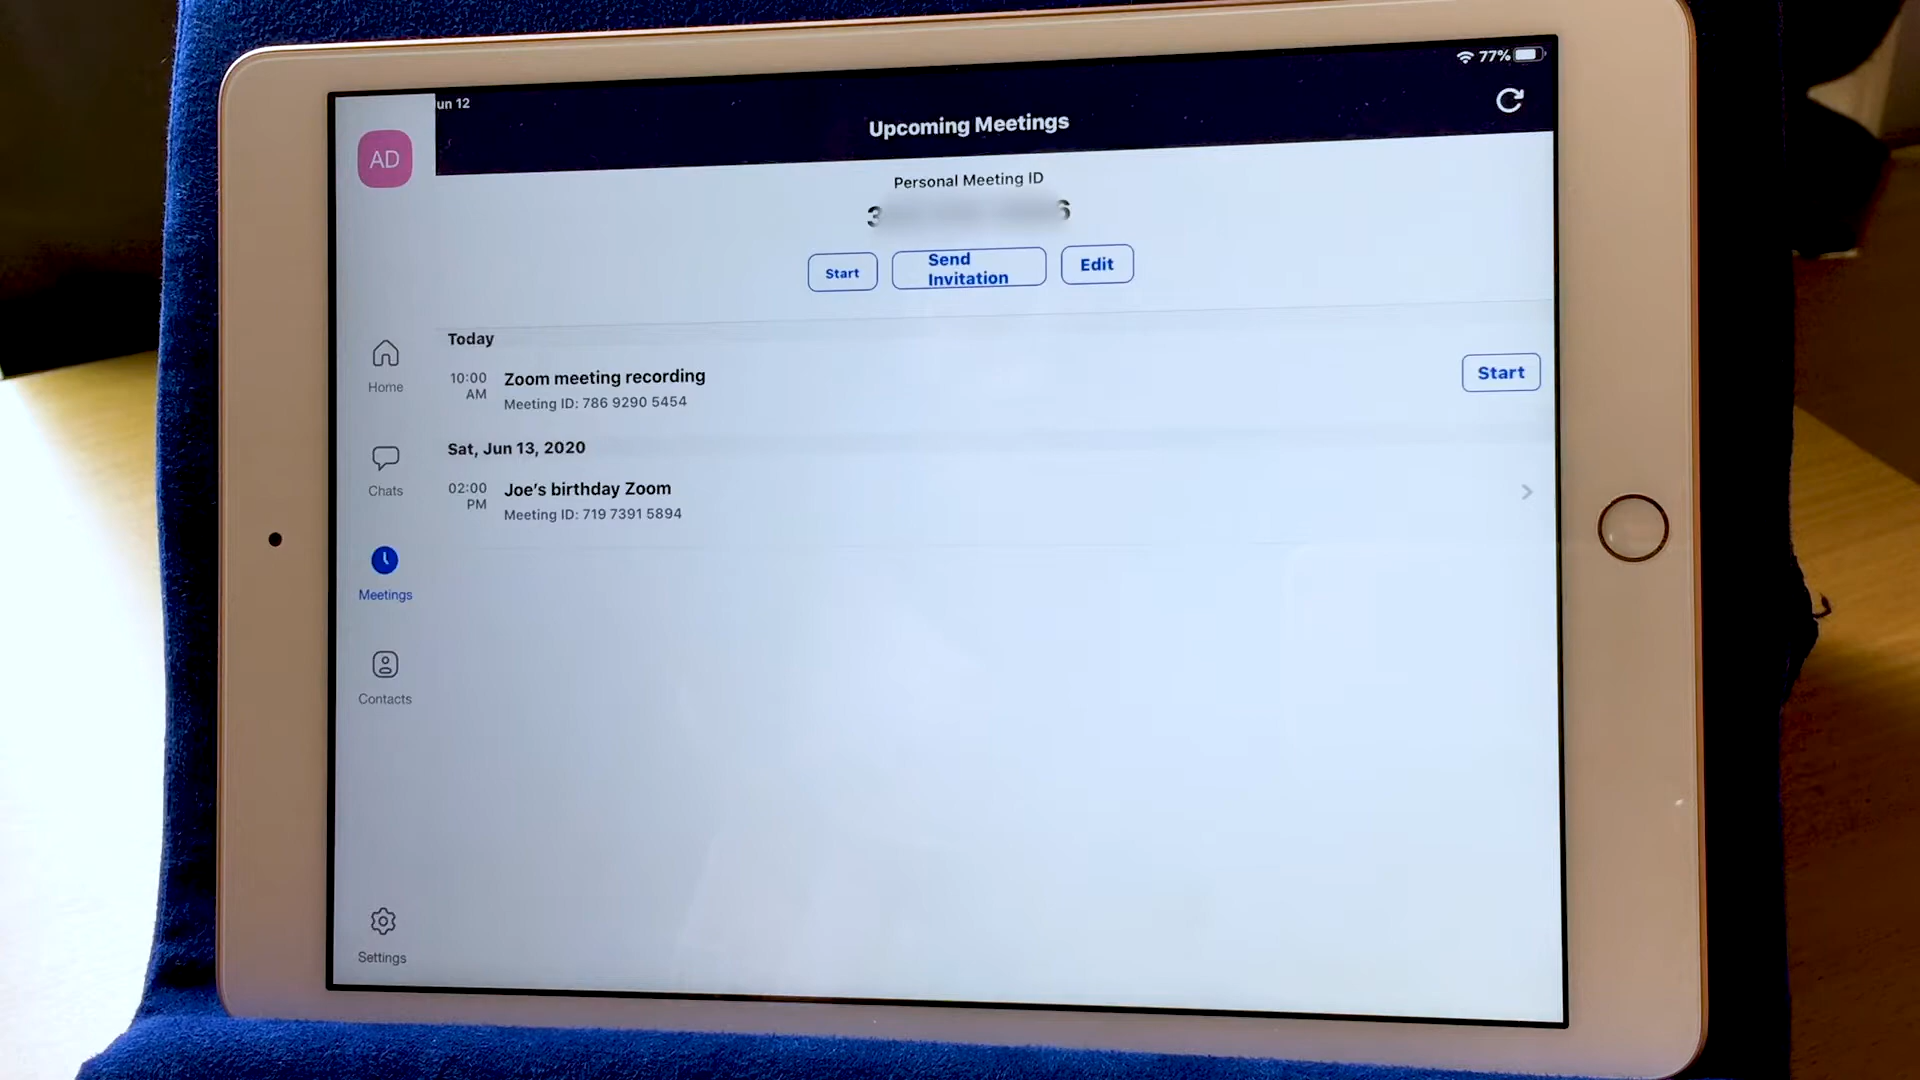 un 12
77%
AD
Upcoming Meetings
Personal Meeting ID
3 6
Start
Send
Invitation
Edit
Today
10:00
AM
Zoom meeting recording
Meeting ID: 786 9290 5454
Start
Sat, Jun 13, 2020
02:00
PM
Joe's birthday Zoom
Meeting ID: 719 7391 5894
Home
Chats
Meetings
Contacts
Settings